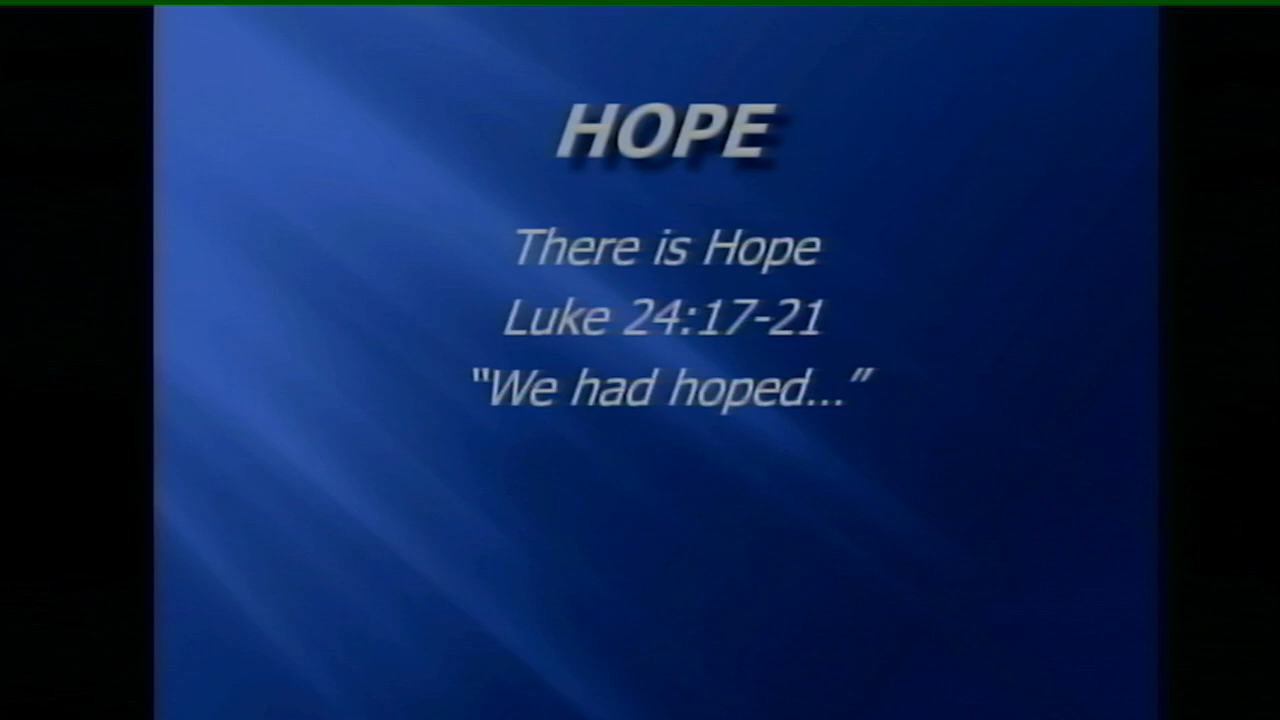 HOPE
There is Hope
Luke 24:17-21
“We had hoped...”